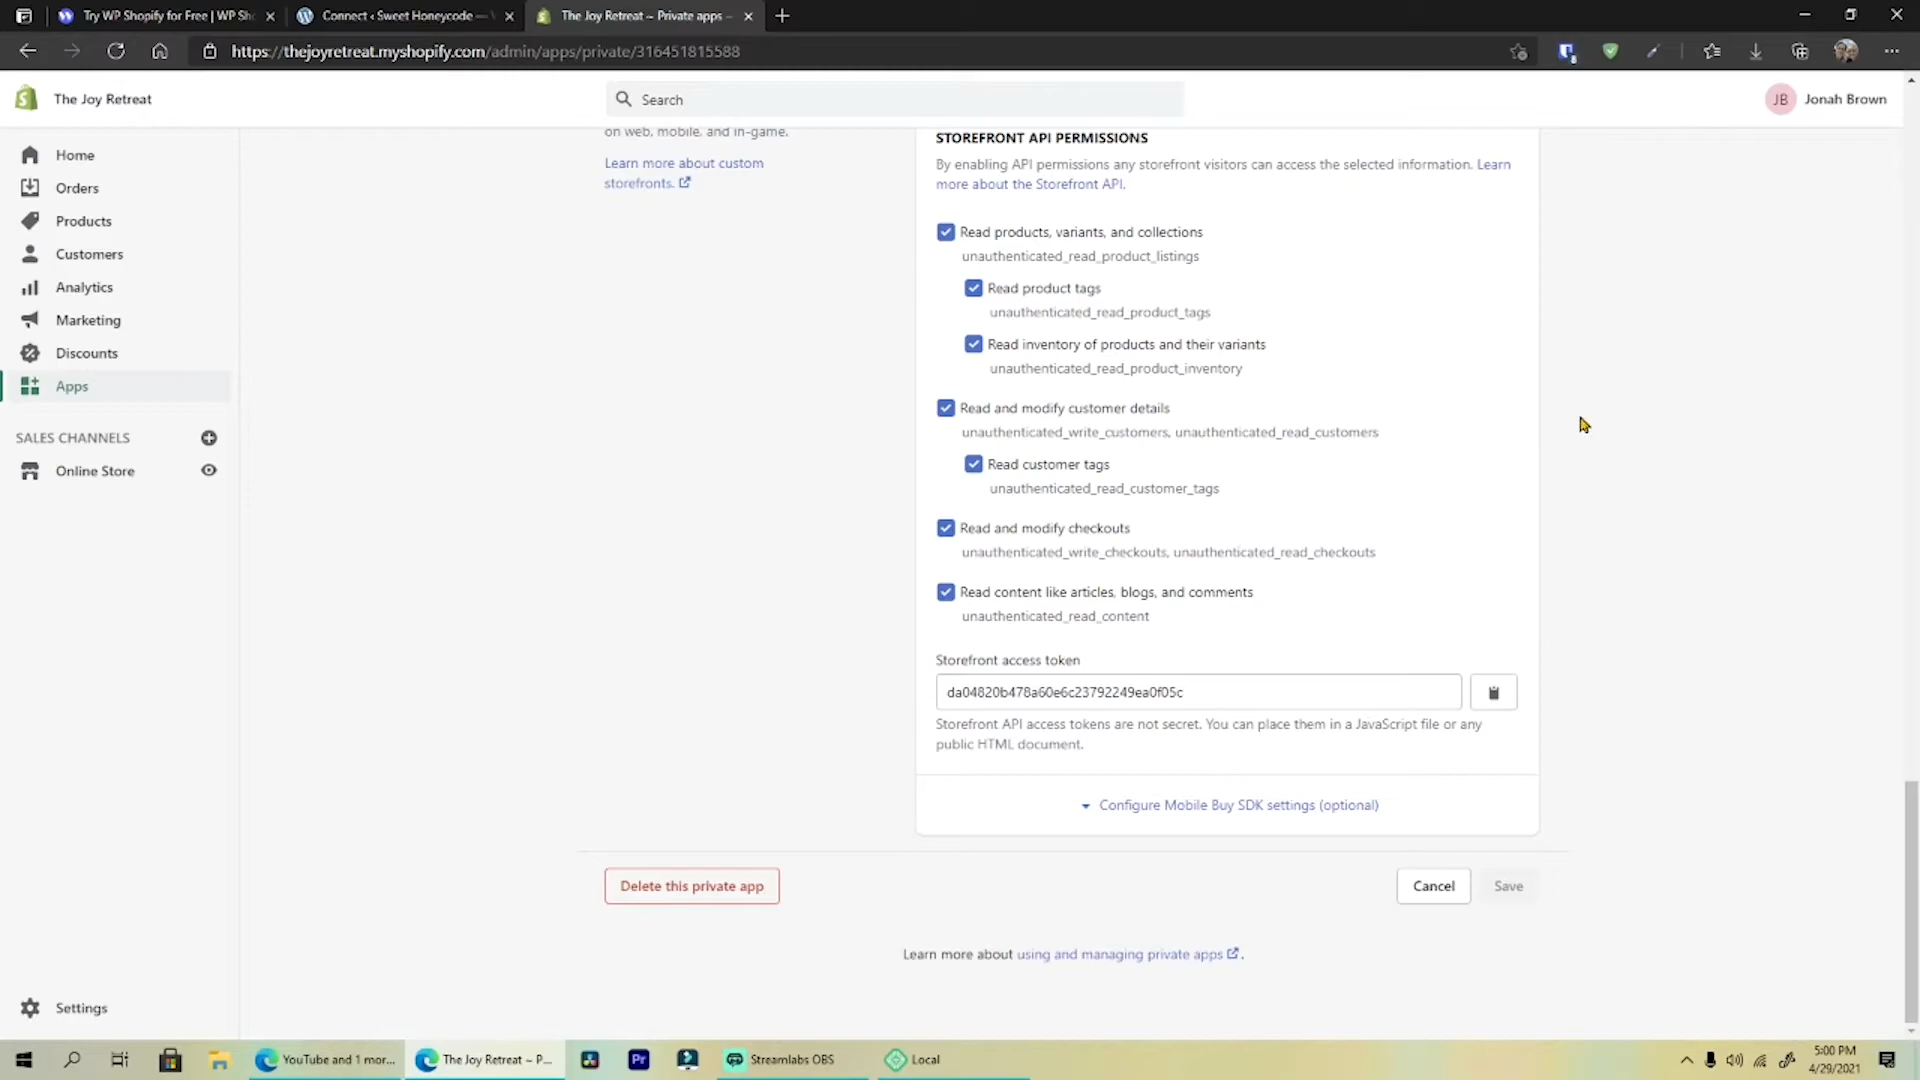 Try WP Shopify for Free | WP Sh
Connect ‹ Sweet Honeycode —
The Joy Retreat ~ Private apps ~
https://thejoyretreat.myshopify.com/admin/apps/private/316451815588
8
The Joy Retreat
Search
JB
Jonah Brown
Home
Orders
Products
Customers
Analytics
Marketing
Discounts
Apps
SALES CHANNELS
Online Store
Settings
on web, mobile, and in-game.
Learn more about custom
storefronts.
STOREFRONT API PERMISSIONS
By enabling API permissions any storefront visitors can access the selected information. Learn
more about the Storefront API.
Read products, variants, and collections
unauthenticated_read_product_listings
Read product tags
unauthenticated_read_product_tags
Read inventory of products and their variants
unauthenticated_read_product_inventory
Read and modify customer details
unauthenticated_write_customers, unauthenticated_read_customers
Read customer tags
unauthenticated_read_customer_tags
Read and modify checkouts
unauthenticated_write_checkouts, unauthenticated_read_checkouts
Read content like articles, blogs, and comments
unauthenticated_read_content
Storefront access token
da04820b478a60e6c23792249ea0f05c
Storefront API access tokens are not secret. You can place them in a JavaScript file or any
public HTML document.
Configure Mobile Buy SDK settings (optional)
Delete this private app
Cancel
Save
Learn more about using and managing private apps.
YouTube and 1 mor...
The Joy Retreat ~ P...
Pr
Streamlabs OBS
Local
5:00 PM
4/29/2021